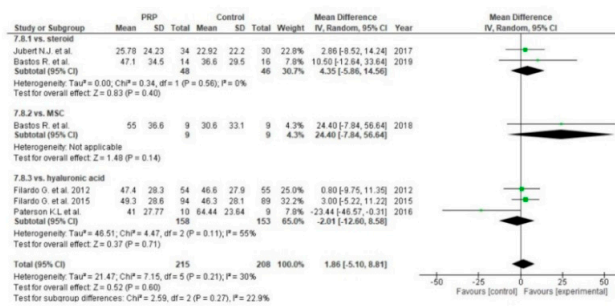 PRP Control Mean Difference Mean Difference
Study or Subgroup Mean SD Total Mean SD Total Weight IV, Random, 95% CI Year IV, Random, 95% CI
7.8.1 vs. steroid
Jubert N.J. et al. 25.78 24.23 34 22.92 22.2 30 22.8% 2.86 [-8.52, 14.24] 2017
Bastos R. et al. 47.1 34.5 14 36.6 29.5 16 7.9% 10.50 [-12.64, 33.64] 2019
Subtotal (95% CI) 48 46 30.7% 4.35 [-5.86, 14.56]
Heterogeneity: Tau² = 0.00; Chi² = 0.34, df = 1 (P = 0.56); I² = 0%
Test for overall effect: Z = 0.83 (P = 0.40)
7.8.2 vs. MSC
Bastos R. et al. 55 36.6 9 30.6 33.1 9 4.3% 24.40 [-7.84, 56.64] 2018
Subtotal (95% CI) 9 9 4.3% 24.40 [-7.84, 56.64]
Heterogeneity: Not applicable
Test for overall effect: Z = 1.48 (P = 0.14)
7.8.3 vs. hyaluronic acid
Filardo G. et al. 2012 47.4 28.3 54 46.6 27.9 55 25.6% 0.80 [-9.75, 11.35] 2012
Filardo G. et al. 2015 49.3 28.6 94 46.3 28.1 89 31.6% 3.00 [-5.22, 11.22] 2015
Paterson K.L et al. 41 27.77 10 64.44 23.64 9 7.9% -23.44 [-46.57, -0.31] 2016
Subtotal (95% CI) 158 153 65.0% -2.01 [-12.60, 8.58]
Heterogeneity: Tau² = 46.51; Chi² = 4.47, df = 2 (P = 0.11); I² = 55%
Test for overall effect: Z = 0.37 (P = 0.71)
Total (95% CI) 215 208 100.0% 1.86 [-5.10, 8.81]
Heterogeneity: Tau² = 21.47; Chi² = 7.15, df = 5 (P = 0.21); I² = 30%
Test for overall effect: Z = 0.52 (P = 0.60)
Test for subgroup differences: Chi² = 2.59, df = 2 (P = 0.27), I² = 22.9%
-50 -25 0 25 50
Favours [control] Favours [experimental]